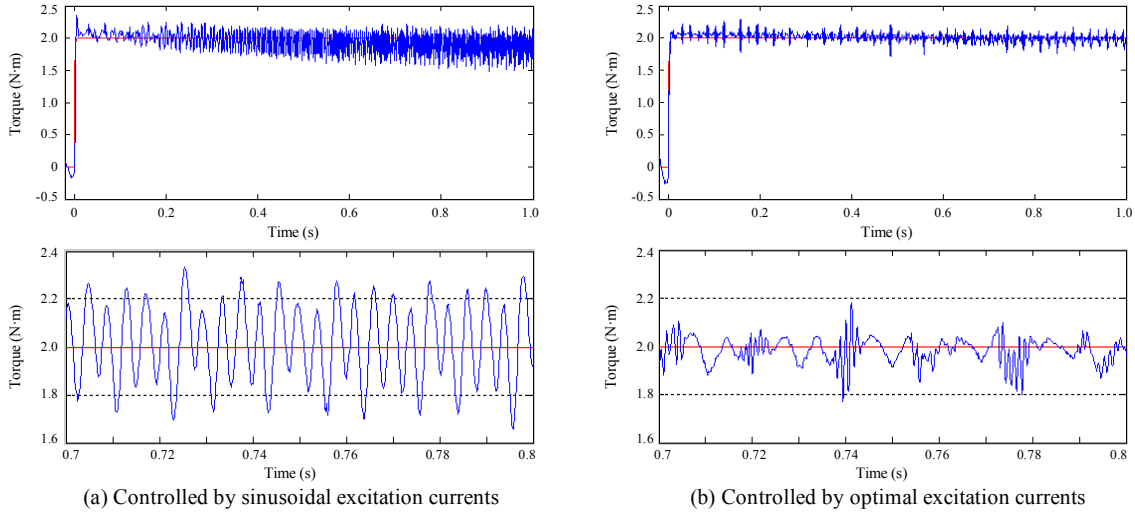 2.5
2.0
1.5
1.0
2.5
0
-0.5
Torque (N·m)
0 0.2 0.4 0.6 0.8 1.0
Time (s)
2.5
2.0
1.5
1.0
2.5
0
-0.5
Torque (N·m)
0 0.2 0.4 0.6 0.8 1.0
Time (s)
2.4
2.2
2.0
1.8
1.6
Torque (N·m)
0.7 0.72 0.74 0.76 0.78 0.8
Time (s)
2.4
2.2
2.0
1.8
1.6
Torque (N·m)
0.7 0.72 0.74 0.76 0.78 0.8
Time (s)
(a) Controlled by sinusoidal excitation currents
(b) Controlled by optimal excitation currents